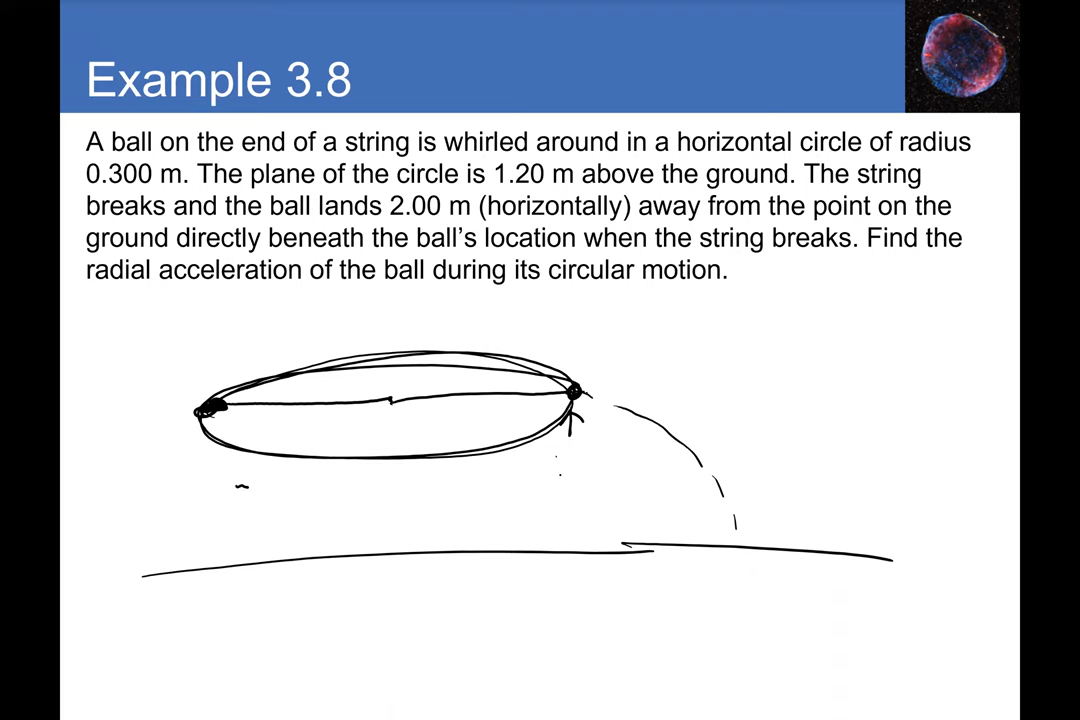 Example 3.8
A ball on the end of a string is whirled around in a horizontal circle of radius
0.300 m. The plane of the circle is 1.20 m above the ground. The string
breaks and the ball lands 2.00 m (horizontally) away from the point on the
ground directly beneath the ball’s location when the string breaks. Find the
radial acceleration of the ball during its circular motion.